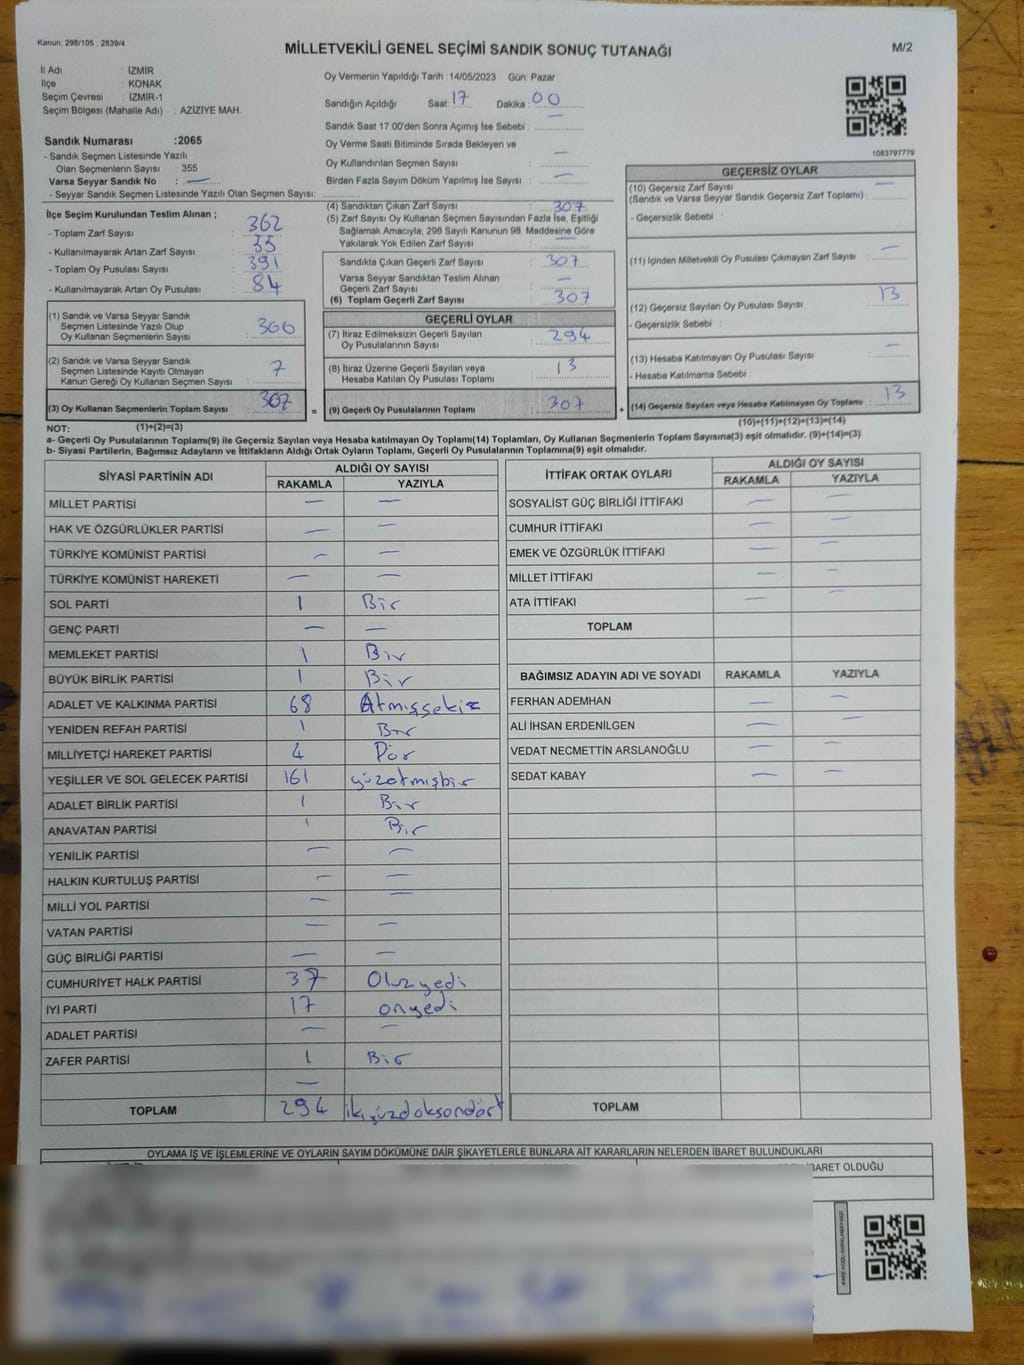 Kanun: 298/105 , 2839/4
MİLLETVEKİLİ GENEL SEÇİMİ SANDIK SONUÇ TUTANAĞI
M/2
İl Adı : İZMİR
İlçe : KONAK
Seçim Çevresi : İZMİR-1
Seçim Bölgesi (Mahalle Adı) : AZİZİYE MAH.
Sandık Numarası :2065
- Sandık Seçmen Listesinde Yazılı
Olan Seçmenlerin Sayısı : 355
Varsa Seyyar Sandık No : —
- Seyyar Sandık Seçmen Listesinde Yazılı Olan Seçmen Sayısı:
İlçe Seçim Kurulundan Teslim Alınan ;
- Toplam Zarf Sayısı : 362
- Kullanılmayarak Artan Zarf Sayısı : 55
- Toplam Oy Pusulası Sayısı : 391
- Kullanılmayarak Artan Oy Pusulası : 84
(1) Sandık ve Varsa Seyyar Sandık
Seçmen Listesinde Yazılı Olup
Oy Kullanan Seçmenlerin Sayısı : 300
(2) Sandık ve Varsa Seyyar Sandık
Seçmen Listesinde Kayıtlı Olmayan
Kanun Gereği Oy Kullanan Seçmen Sayısı : 7
(3) Oy Kullanan Seçmenlerin Toplam Sayısı : 307
Oy Vermenin Yapıldığı Tarih : 14/05/2023 Gün: Pazar
Sandığın Açıldığı Saat: 17 Dakika : 00
Sandık Saat 17.00'den Sonra Açılmış İse Sebebi : —
Oy Verme Saati Bitiminde Sırada Bekleyen ve
Oy Kullandırılan Seçmen Sayısı : —
Birden Fazla Sayım Döküm Yapılmış İse Sayısı : —
(4) Sandıktan Çıkan Zarf Sayısı : 307
(5) Zarf Sayısı Oy Kullanan Seçmen Sayısından Fazla İse, Eşitliği
Sağlamak Amacıyla, 298 Sayılı Kanunun 98. Maddesine Göre
Yakılarak Yok Edilen Zarf Sayısı : —
Sandıkta Çıkan Geçerli Zarf Sayısı : 307
Varsa Seyyar Sandıktan Teslim Alınan
Geçerli Zarf Sayısı : —
(6) Toplam Geçerli Zarf Sayısı : 307
GEÇERLİ OYLAR
(7) İtiraz Edilmeksizin Geçerli Sayılan
Oy Pusulalarının Sayısı : 294
(8) İtiraz Üzerine Geçerli Sayılan veya
Hesaba Katılan Oy Pusulası Toplamı : 13
= (9) Geçerli Oy Pusulalarının Toplamı : 307 +
1083797779
GEÇERSİZ OYLAR
(10) Geçersiz Zarf Sayısı
(Sandık ve Varsa Seyyar Sandık Geçersiz Zarf Toplamı) : —
- Geçersizlik Sebebi :
(11) İçinden Milletvekili Oy Pusulası Çıkmayan Zarf Sayısı : —
(12) Geçersiz Sayılan Oy Pusulası Sayısı : 13
- Geçersizlik Sebebi :
(13) Hesaba Katılmayan Oy Pusulası Sayısı : —
- Hesaba Katılmama Sebebi :
(14) Geçersiz Sayılan veya Hesaba Katılmayan Oy Toplamı : 13
NOT: (1)+(2)=(3) (10)+(11)+(12)+(13)=(14)
a- Geçerli Oy Pusulalarının Toplamı(9) ile Geçersiz Sayılan veya Hesaba katılmayan Oy Toplamı(14) Toplamları, Oy Kullanan Seçmenlerin Toplam Sayısına(3) eşit olmalıdır. (9)+(14)=(3)
b- Siyasi Partilerin, Bağımsız Adayların ve İttifakların Aldığı Ortak Oyların Toplamı, Geçerli Oy Pusulalarının Toplamına(9) eşit olmalıdır.
SİYASİ PARTİNİN ADI ALDIĞI OY SAYISI
RAKAMLA YAZIYLA
MİLLET PARTİSİ — —
HAK VE ÖZGÜRLÜKLER PARTİSİ — —
TÜRKİYE KOMÜNİST PARTİSİ — —
TÜRKİYE KOMÜNİST HAREKETİ — —
SOL PARTİ 1 Bir
GENÇ PARTİ — —
MEMLEKET PARTİSİ 1 Bir
BÜYÜK BİRLİK PARTİSİ 1 Bir
ADALET VE KALKINMA PARTİSİ 68 Atmışsekiz
YENİDEN REFAH PARTİSİ 1 Bir
MİLLİYETÇİ HAREKET PARTİSİ 4 Dör
YEŞİLLER VE SOL GELECEK PARTİSİ 161 yüzatmışbir
ADALET BİRLİK PARTİSİ 1 Bir
ANAVATAN PARTİSİ 1 Bir
YENİLİK PARTİSİ — —
HALKIN KURTULUŞ PARTİSİ — —
MİLLİ YOL PARTİSİ — —
VATAN PARTİSİ — —
GÜÇ BİRLİĞİ PARTİSİ — —
CUMHURİYET HALK PARTİSİ 37 Otuzyedi
İYİ PARTİ 17 onyedi
ADALET PARTİSİ — —
ZAFER PARTİSİ 1 Bir
—
TOPLAM 294 ikiyüzdoksandört
İTTİFAK ORTAK OYLARI ALDIĞI OY SAYISI
RAKAMLA YAZIYLA
SOSYALİST GÜÇ BİRLİĞİ İTTİFAKI — —
CUMHUR İTTİFAKI — —
EMEK VE ÖZGÜRLÜK İTTİFAKI — —
MİLLET İTTİFAKI — —
ATA İTTİFAKI — —
TOPLAM
BAĞIMSIZ ADAYIN ADI VE SOYADI RAKAMLA YAZIYLA
FERHAN ADEMHAN — —
ALİ İHSAN ERDENİLGEN — —
VEDAT NECMETTİN ARSLANOĞLU — —
SEDAT KABAY — —
TOPLAM
OYLAMA İŞ VE İŞLEMLERİNE VE OYLARIN SAYIM DÖKÜMÜNE DAİR ŞİKAYETLERLE BUNLARA AİT KARARLARIN NELERDEN İBARET BULUNDUKLARI
BARET OLDUĞU